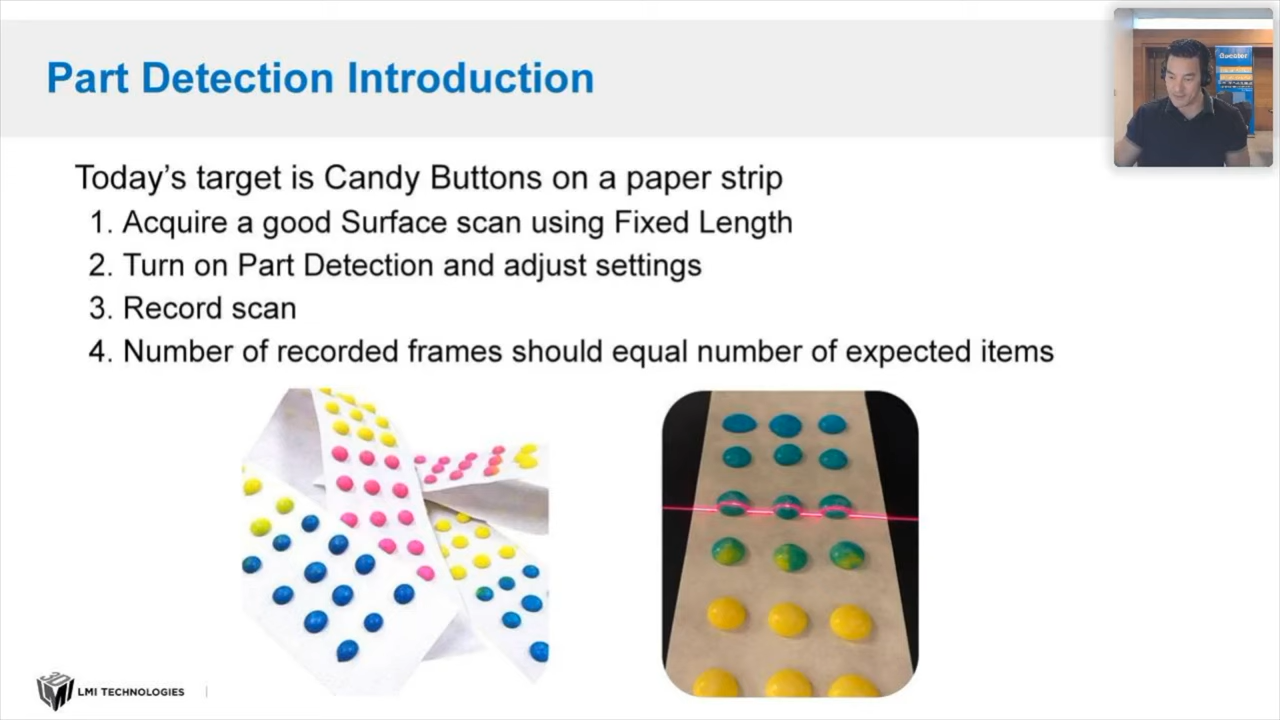 Part Detection Introduction
Today's target is Candy Buttons on a paper strip
1. Acquire a good Surface scan using Fixed Length
2. Turn on Part Detection and adjust settings
3. Record scan
4. Number of recorded frames should equal number of expected items
LMI TECHNOLOGIES